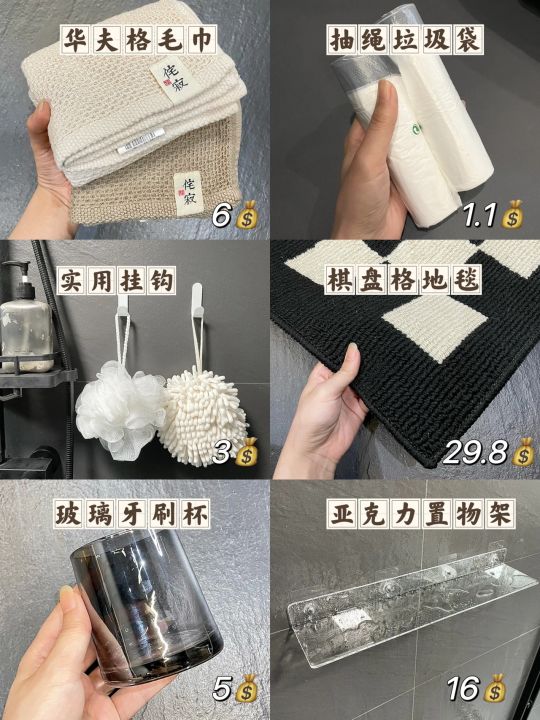 华夫格毛巾
侘寂
侘寂
6
抽绳垃圾袋
1.1
实用挂钩
3
棋盘格地毯
29.8
玻璃牙刷杯
5
亚克力置物架
16